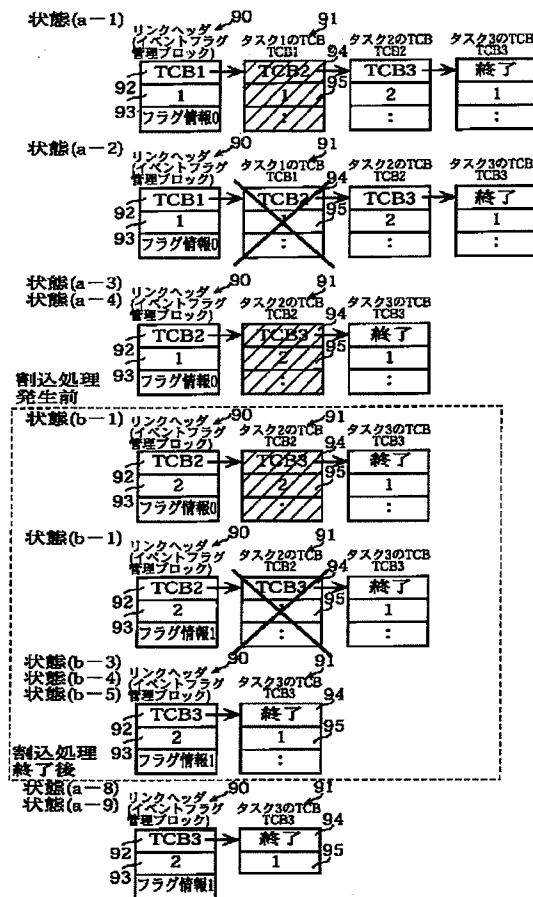 状態(a-1)
リンクヘッダ 90
(イベントフラグ
管理ブロック)
タスク1のTCB 91
TCB1
タスク2のTCB
TCB2
タスク3のTCB
TCB3
92 TCB1 TCB2 94 TCB3 終了
93 1 1 95 2 1
フラグ情報0 : : :
状態(a-2)
リンクヘッダ 90
(イベントフラグ
管理ブロック)
タスク1のTCB 91
TCB1
タスク2のTCB
TCB2
タスク3のTCB
TCB3
92 TCB1 TCB2 94 TCB3 終了
93 1 1 95 2 1
フラグ情報0 : : :
状態(a-3)
状態(a-4)
リンクヘッダ 90
(イベントフラグ
管理ブロック)
タスク2のTCB 91
TCB2
タスク3のTCB
TCB3
92 TCB2 TCB3 94 終了
93 1 2 95 1
フラグ情報0 : :
割込処理
発生前
状態(b-1)
リンクヘッダ 90
(イベントフラグ
管理ブロック)
タスク2のTCB 91
TCB2
タスク3のTCB
TCB3
92 TCB2 TCB3 94 終了
93 2 2 95 1
フラグ情報0 : :
状態(b-1)
リンクヘッダ 90
(イベントフラグ
管理ブロック)
タスク2のTCB 91
TCB2
タスク3のTCB
TCB3
92 TCB2 TCB3 94 終了
93 2 95 1
フラグ情報1 : :
状態(b-3)
状態(b-4)
状態(b-5)
リンクヘッダ 90
(イベントフラグ
管理ブロック)
タスク3のTCB 91
TCB3
92 TCB3 終了 94
93 2 1 95
フラグ情報1 :
割込処理
終了後
状態(a-8)
状態(a-9)
リンクヘッダ 90
(イベントフラグ
管理ブロック)
タスク3のTCB 91
TCB3
92 TCB3 終了 94
93 2 1 95
フラグ情報1